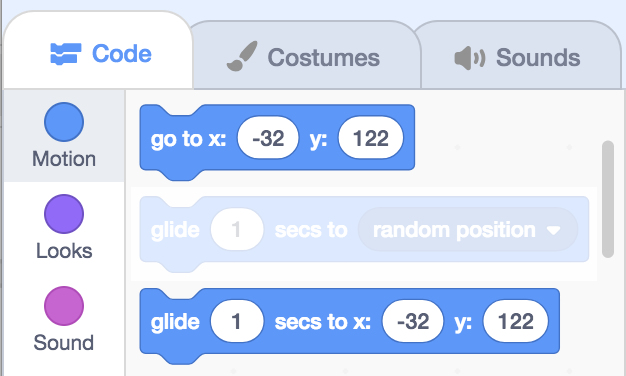 Code Costumes Sounds
Motion
Looks
Sound
go to x: -32 y: 122
glide 1 secs to random position
glide 1 secs to x: -32 y: 122